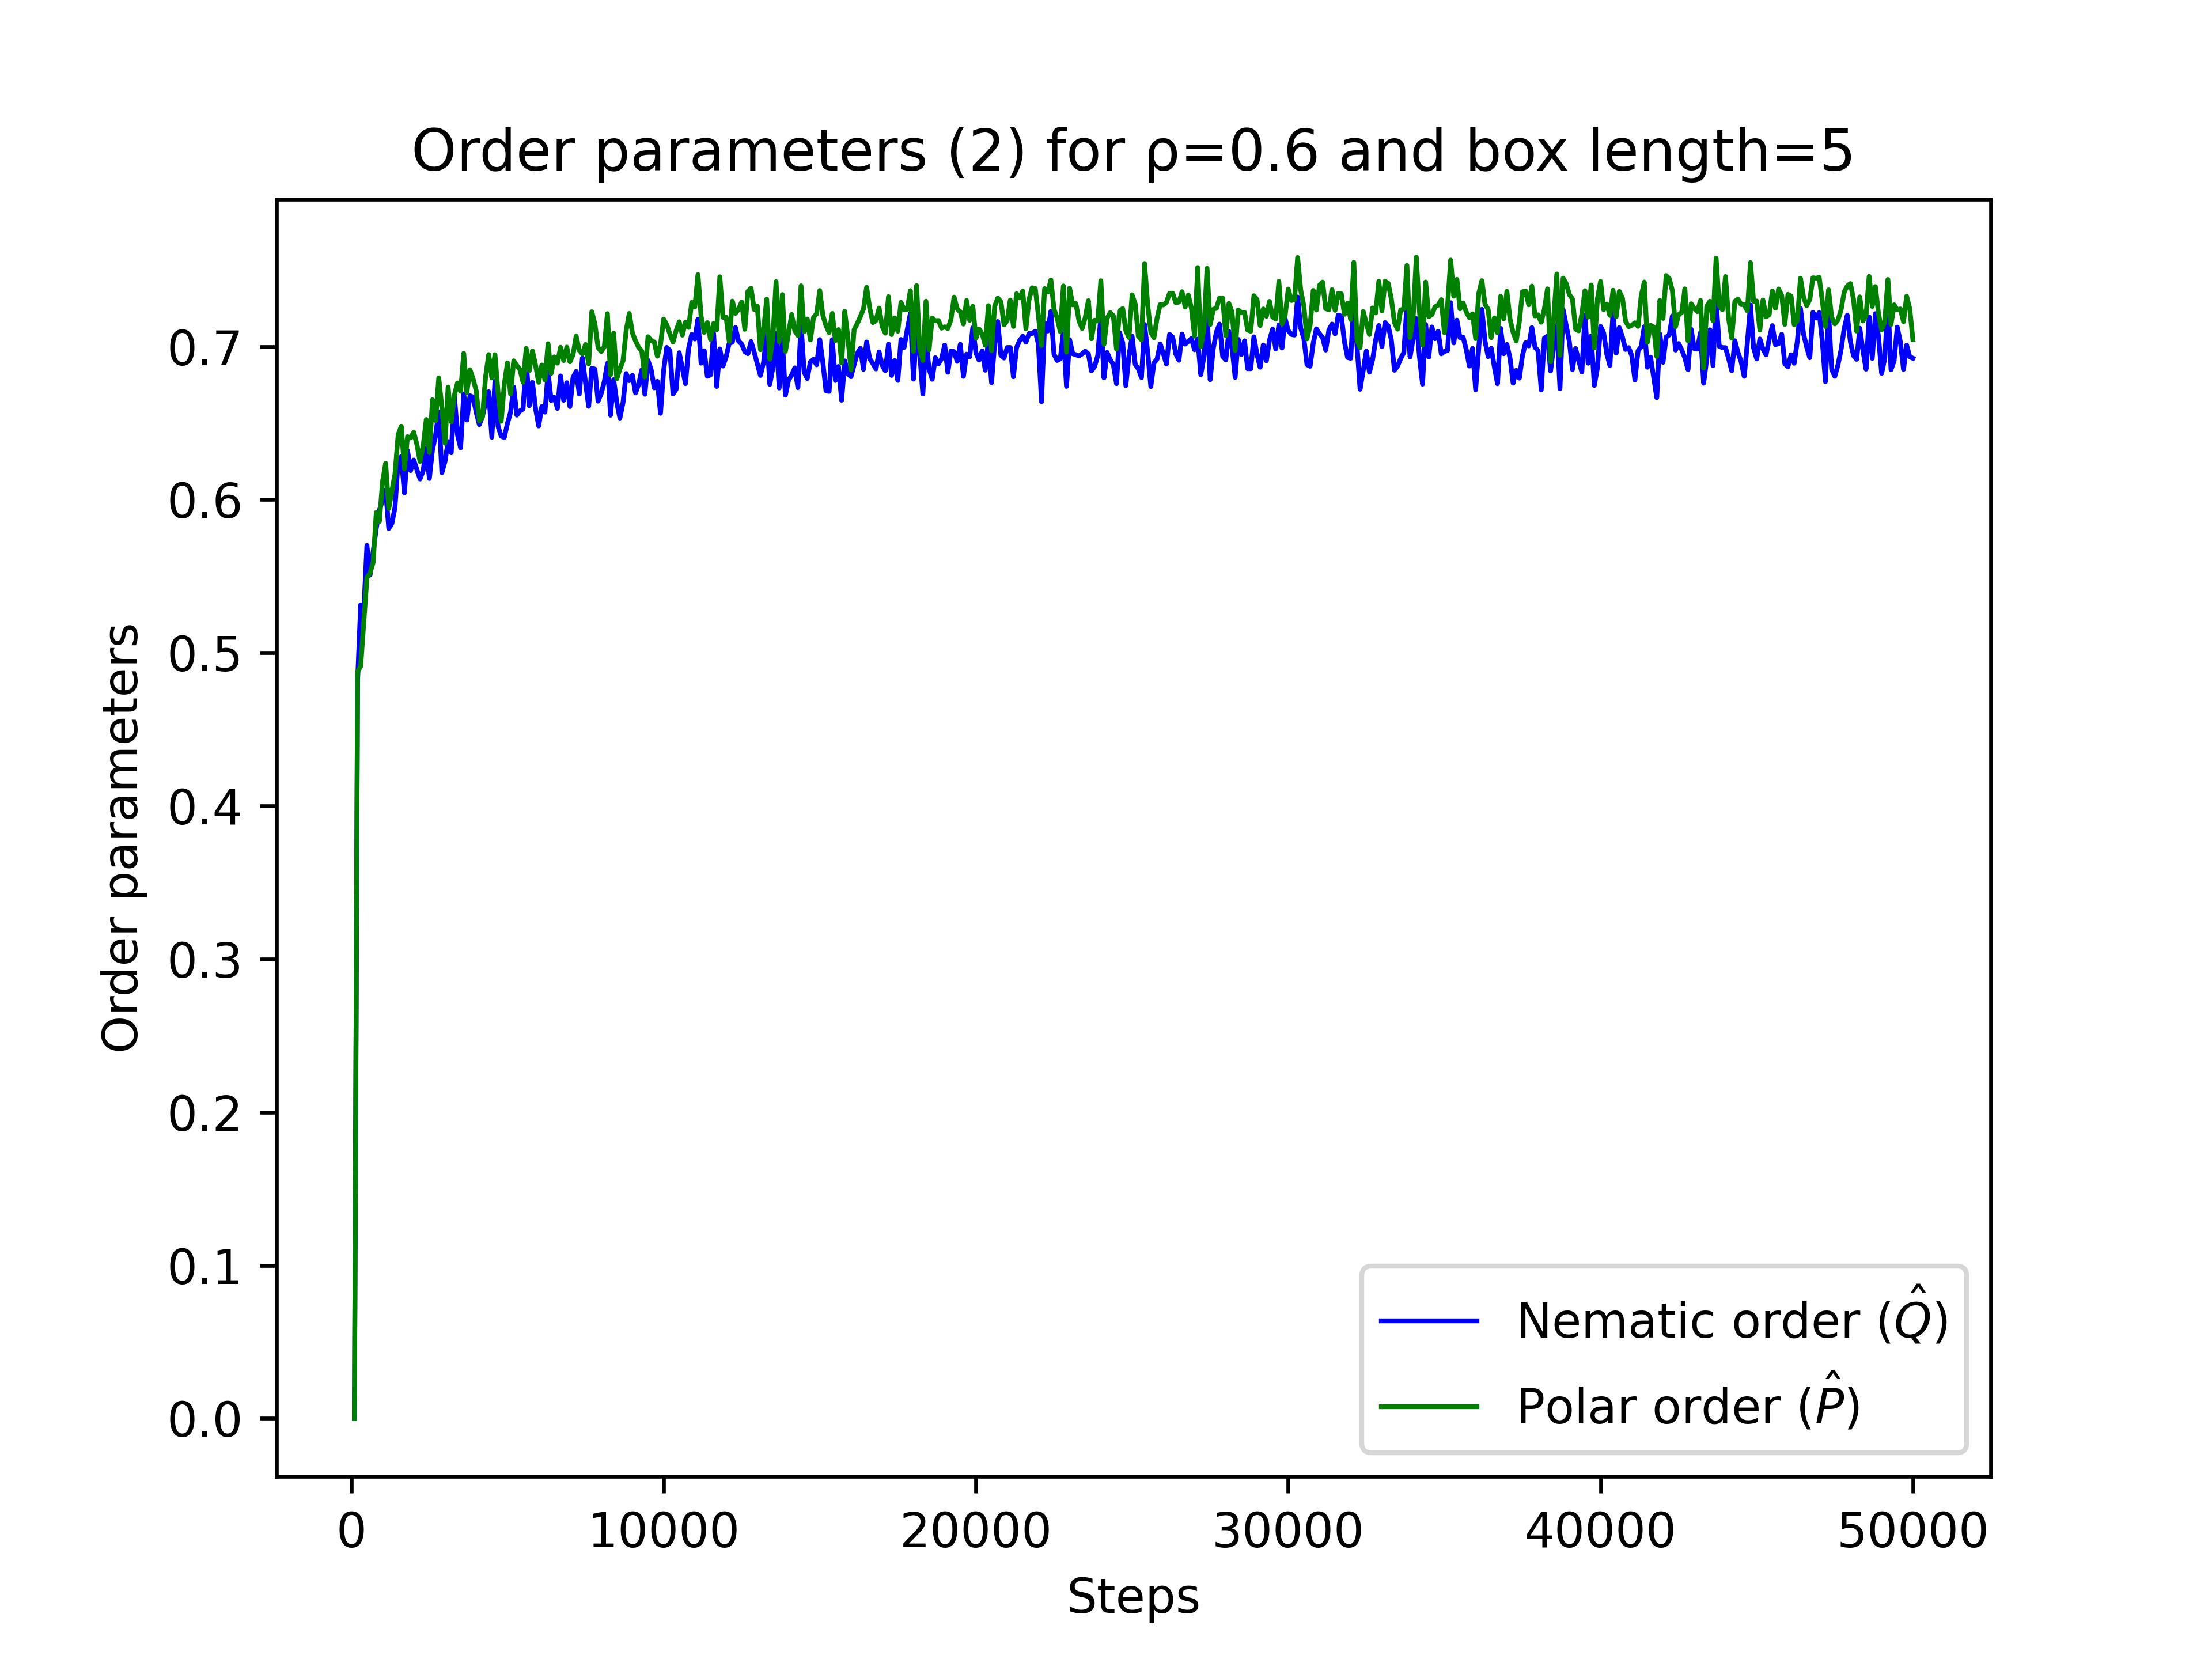 Order parameters (2) for ρ=0.6 and box length=5
Order parameters
0.7
0.6
0.5
0.4
0.3
0.2
0.1
0.0
Nematic order (Q̂)
Polar order (P̂)
0 10000 20000 30000 40000 50000
Steps